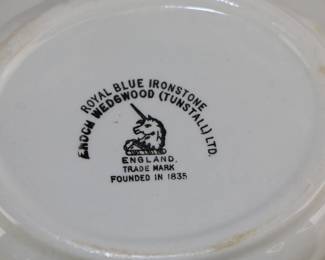 ROYAL BLUE IRONSTONE
ENOCH WEDGWOOD (TUNSTALL) LTD.
ENGLAND.
TRADE MARK
FOUNDED IN 1835